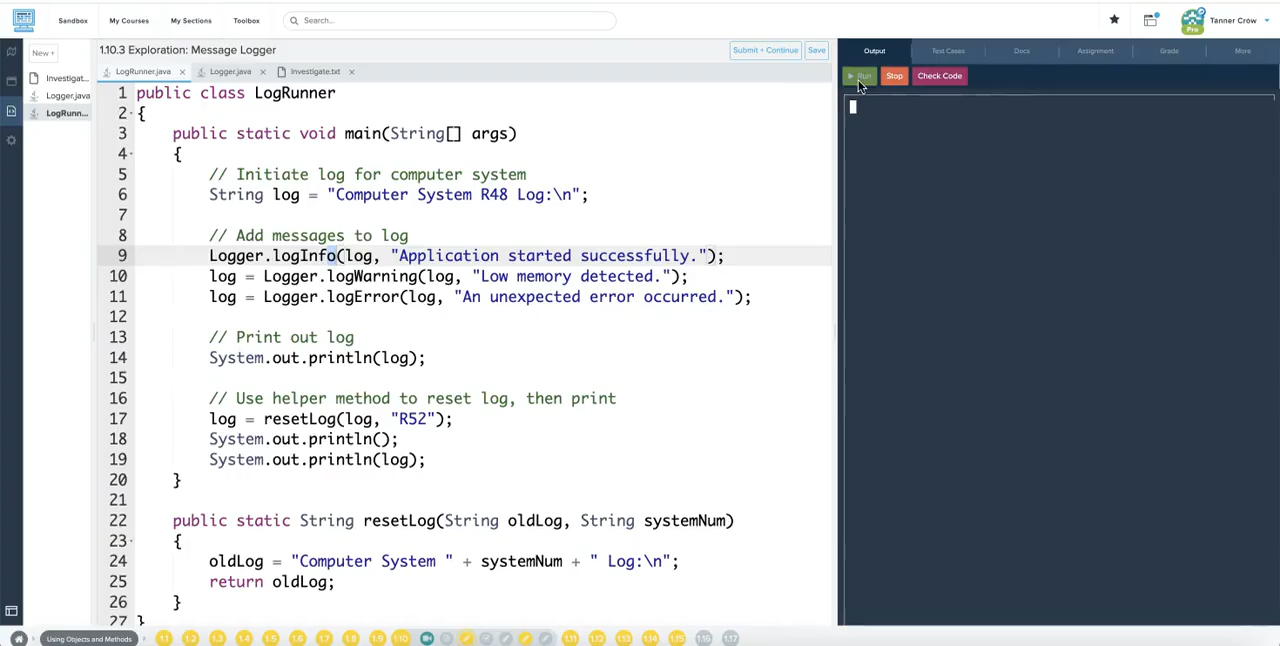 Sandbox My Courses My Sections Toolbox Search... Tanner Crow
Pro
New +
1.10.3 Exploration: Message Logger
Submit + Continue Save
Output Test Cases Docs Assignment Grade More
Investigat...
Logger.java
LogRunn...
LogRunner.java × Logger.java × Investigate.txt ×
Run Stop Check Code
1 public class LogRunner
2 {
3 public static void main(String[] args)
4 {
5 // Initiate log for computer system
6 String log = "Computer System R48 Log:\n";
7
8 // Add messages to log
9 Logger.logInfo(log, "Application started successfully.");
10 log = Logger.logWarning(log, "Low memory detected.");
11 log = Logger.logError(log, "An unexpected error occurred.");
12
13 // Print out log
14 System.out.println(log);
15
16 // Use helper method to reset log, then print
17 log = resetLog(log, "R52");
18 System.out.println();
19 System.out.println(log);
20 }
21
22 public static String resetLog(String oldLog, String systemNum)
23 {
24 oldLog = "Computer System " + systemNum + " Log:\n";
25 return oldLog;
26 }
27 }
Using Objects and Methods 1.1 1.2 1.3 1.4 1.5 1.6 1.7 1.8 1.9 1.10 1.11 1.12 1.13 1.14 1.15 1.16 1.17